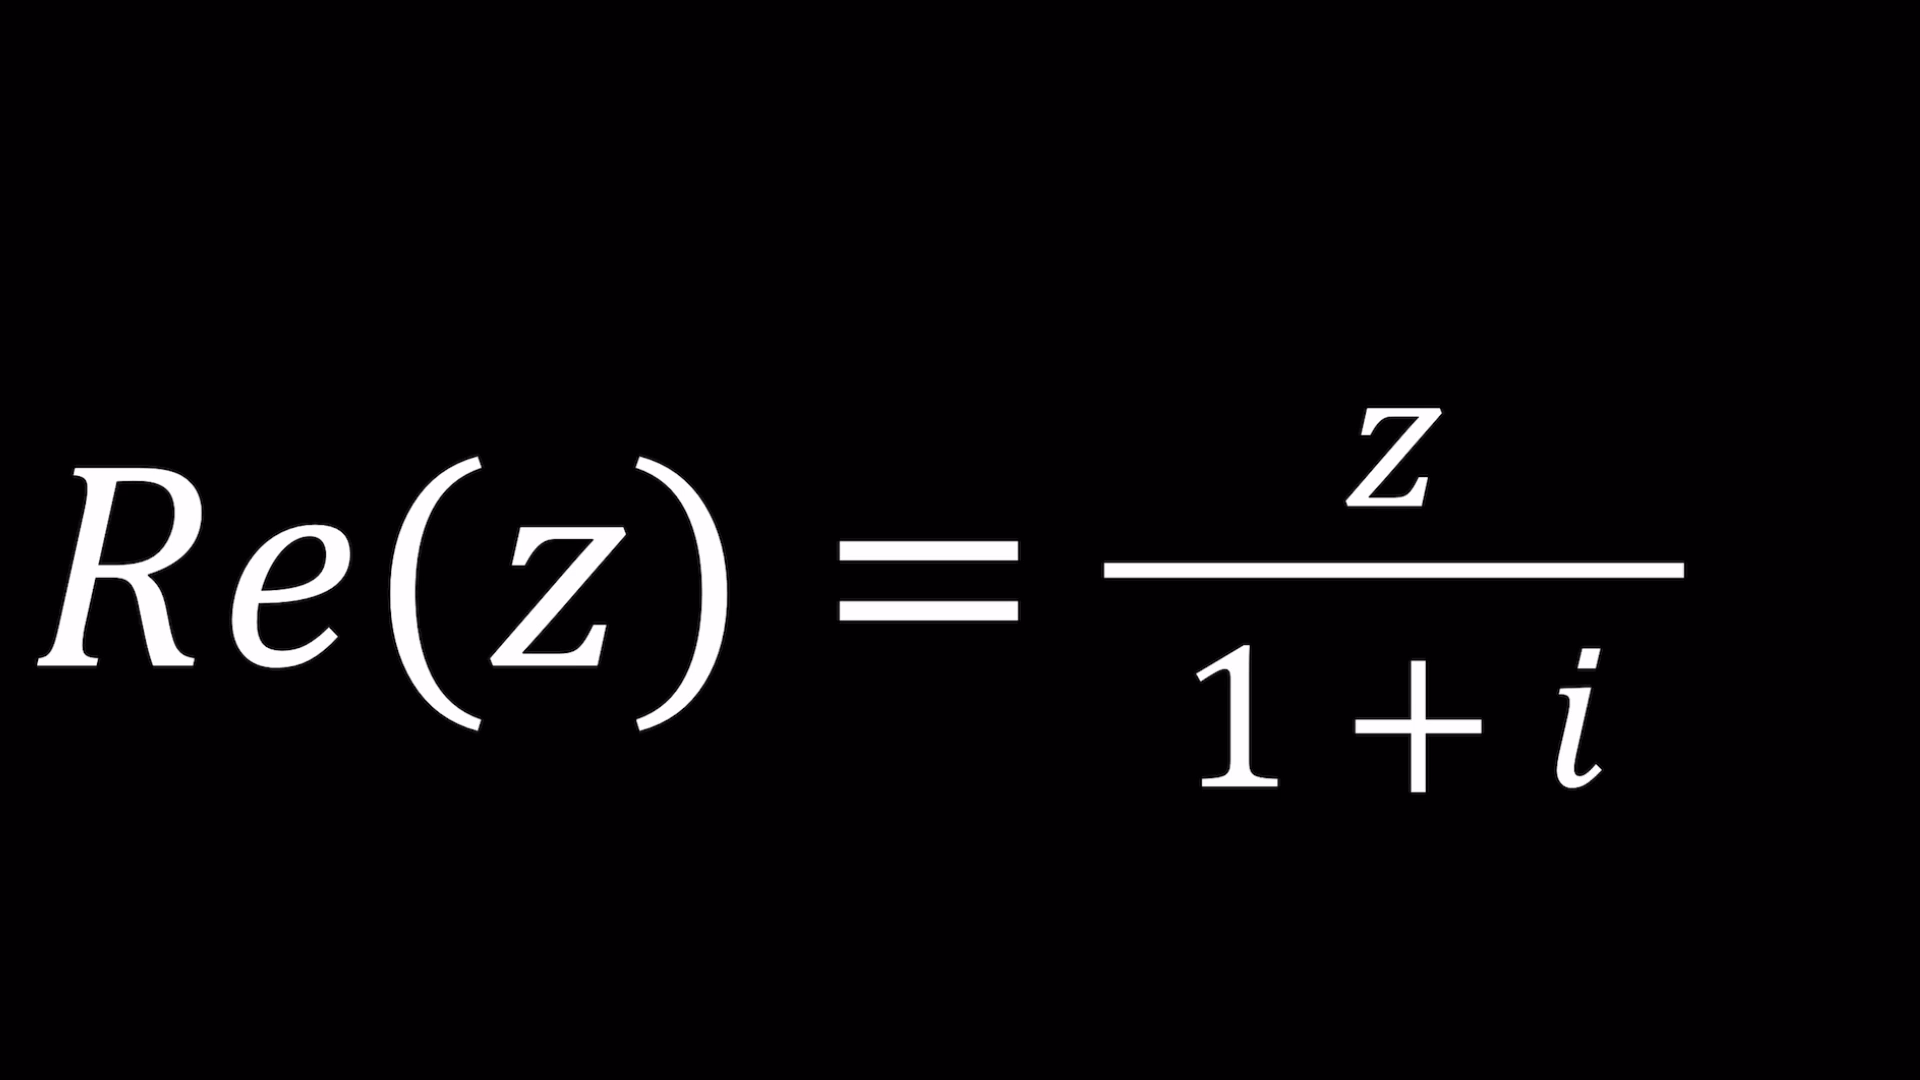 Re(z) = z/(1 + i)